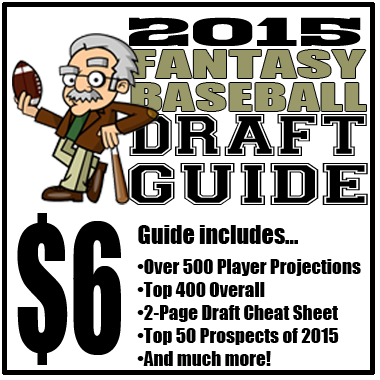 2015
FANTASY
BASEBALL
DRAFT
GUIDE
$6
Guide includes...
•Over 500 Player Projections
•Top 400 Overall
•2-Page Draft Cheat Sheet
•Top 50 Prospects of 2015
•And much more!